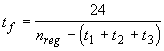 t_f = 24 / (n_reg − (t_1 + t_2 + t_3))